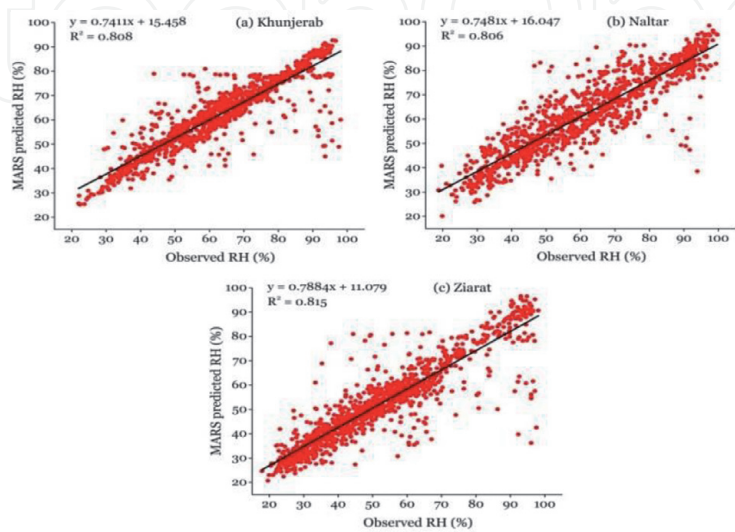 y = 0.7411x + 15.458
(a) Khunjerab
R² = 0.808
100
90
80
70
60
50
40
30
20
MARS predicted RH (%)
20 30 40 50 60 70 80 90 100
Observed RH (%)
y = 0.7481x + 16.047
(b) Naltar
R² = 0.806
100
90
80
70
60
50
40
30
20
MARS predicted RH (%)
20 30 40 50 60 70 80 90 100
Observed RH (%)
y = 0.7884x + 11.079
(c) Ziarat
R² = 0.815
100
90
80
70
60
50
40
30
20
MARS predicted RH (%)
20 30 40 50 60 70 80 90 100
Observed RH (%)